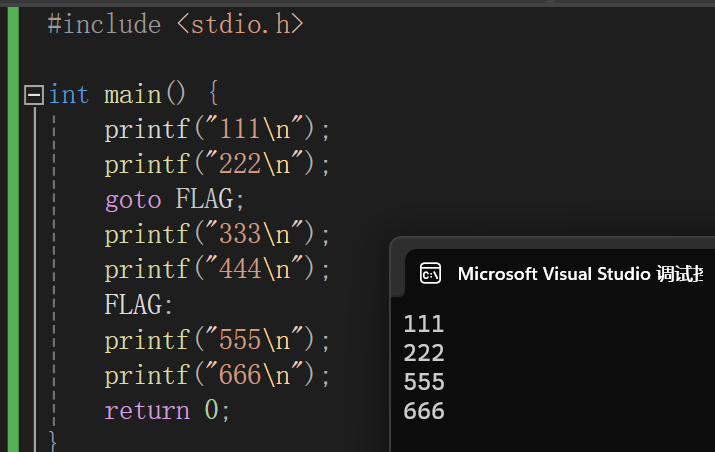 #include <stdio.h>
int main() {
printf("111\n");
printf("222\n");
goto FLAG;
printf("333\n");
printf("444\n");
FLAG:
printf("555\n");
printf("666\n");
return 0;
}
Microsoft Visual Studio 调试
111
222
555
666